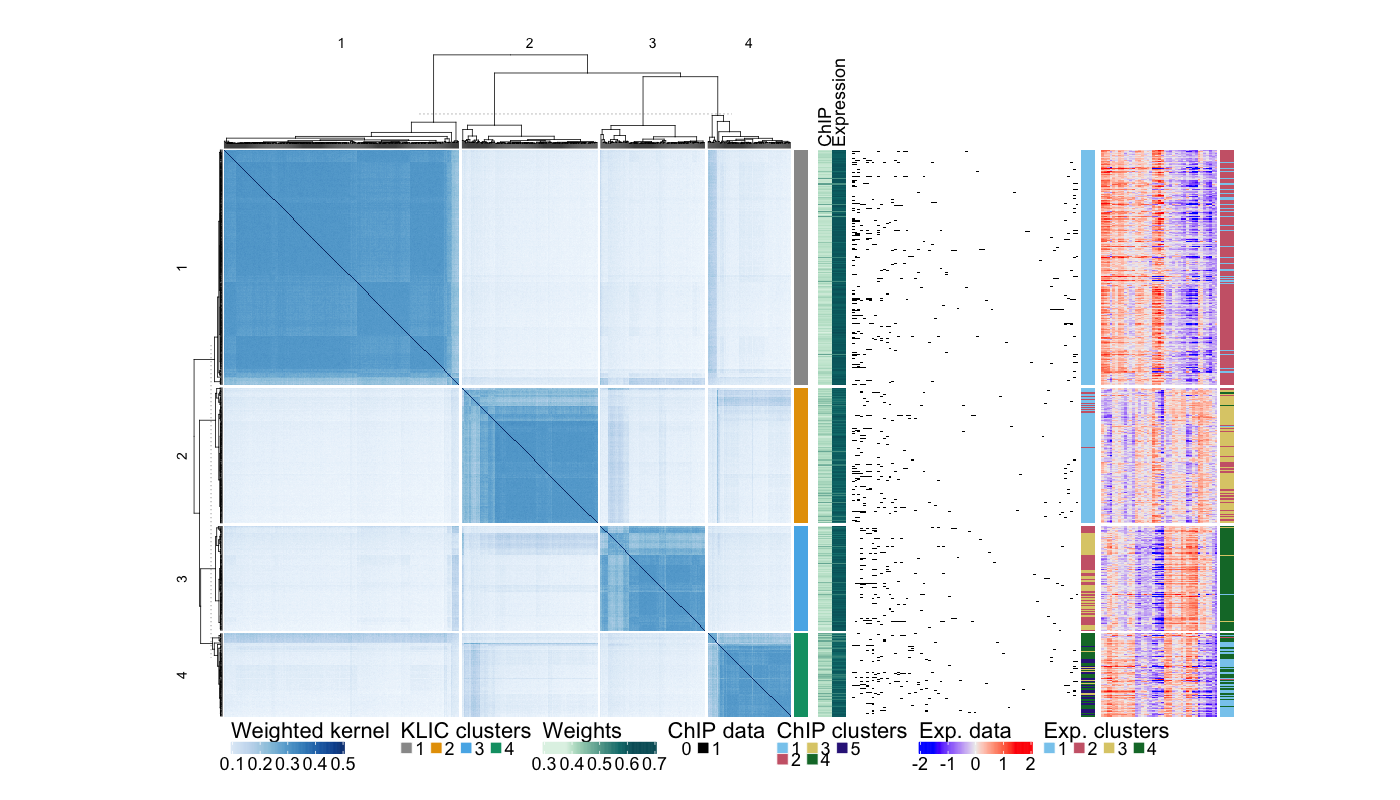 1 2 3 4
ChIP
Expression
1
2
3
4
Weighted kernel KLIC clusters Weights ChIP data ChIP clusters Exp. data Exp. clusters
1 2 3 4 0 1 1 3 5 1 2 3 4
2 4
0.1 0.2 0.3 0.4 0.5 0.3 0.4 0.5 0.6 0.7 -2 -1 0 1 2